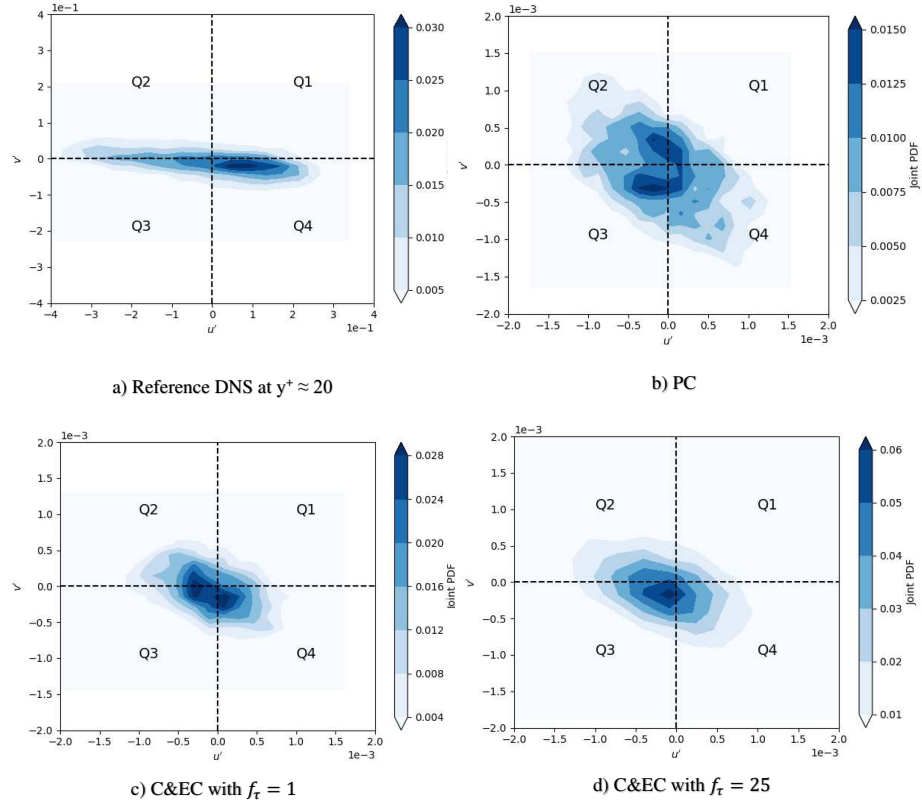 1e−1
4
3
2
1
0
−1
−2
−3
−4
v'
Q2
Q1
Q3
Q4
−4
−3
−2
−1
0
1
2
3
4
u'
1e−1
0.030
0.025
0.020
0.015
0.010
0.005
a) Reference DNS at y⁺ ≈ 20
1e−3
2.0
1.5
1.0
0.5
0.0
−0.5
−1.0
−1.5
−2.0
v'
Q2
Q1
Q3
Q4
−2.0
−1.5
−1.0
−0.5
0.0
0.5
1.0
1.5
2.0
u'
1e−3
0.0150
0.0125
0.0100
0.0075
0.0050
0.0025
Joint PDF
b) PC
1e−3
2.0
1.5
1.0
0.5
0.0
−0.5
−1.0
−1.5
−2.0
v'
Q2
Q1
Q3
Q4
−2.0
−1.5
−1.0
−0.5
0.0
0.5
1.0
1.5
2.0
u'
1e−3
0.028
0.024
0.020
0.016
0.012
0.008
0.004
Joint PDF
c) C&EC with fτ = 1
1e−3
2.0
1.5
1.0
0.5
0.0
−0.5
−1.0
−1.5
−2.0
v'
Q2
Q1
Q3
Q4
−2.0
−1.5
−1.0
−0.5
0.0
0.5
1.0
1.5
2.0
u'
1e−3
0.06
0.05
0.04
0.03
0.02
0.01
Joint PDF
d) C&EC with fτ = 25